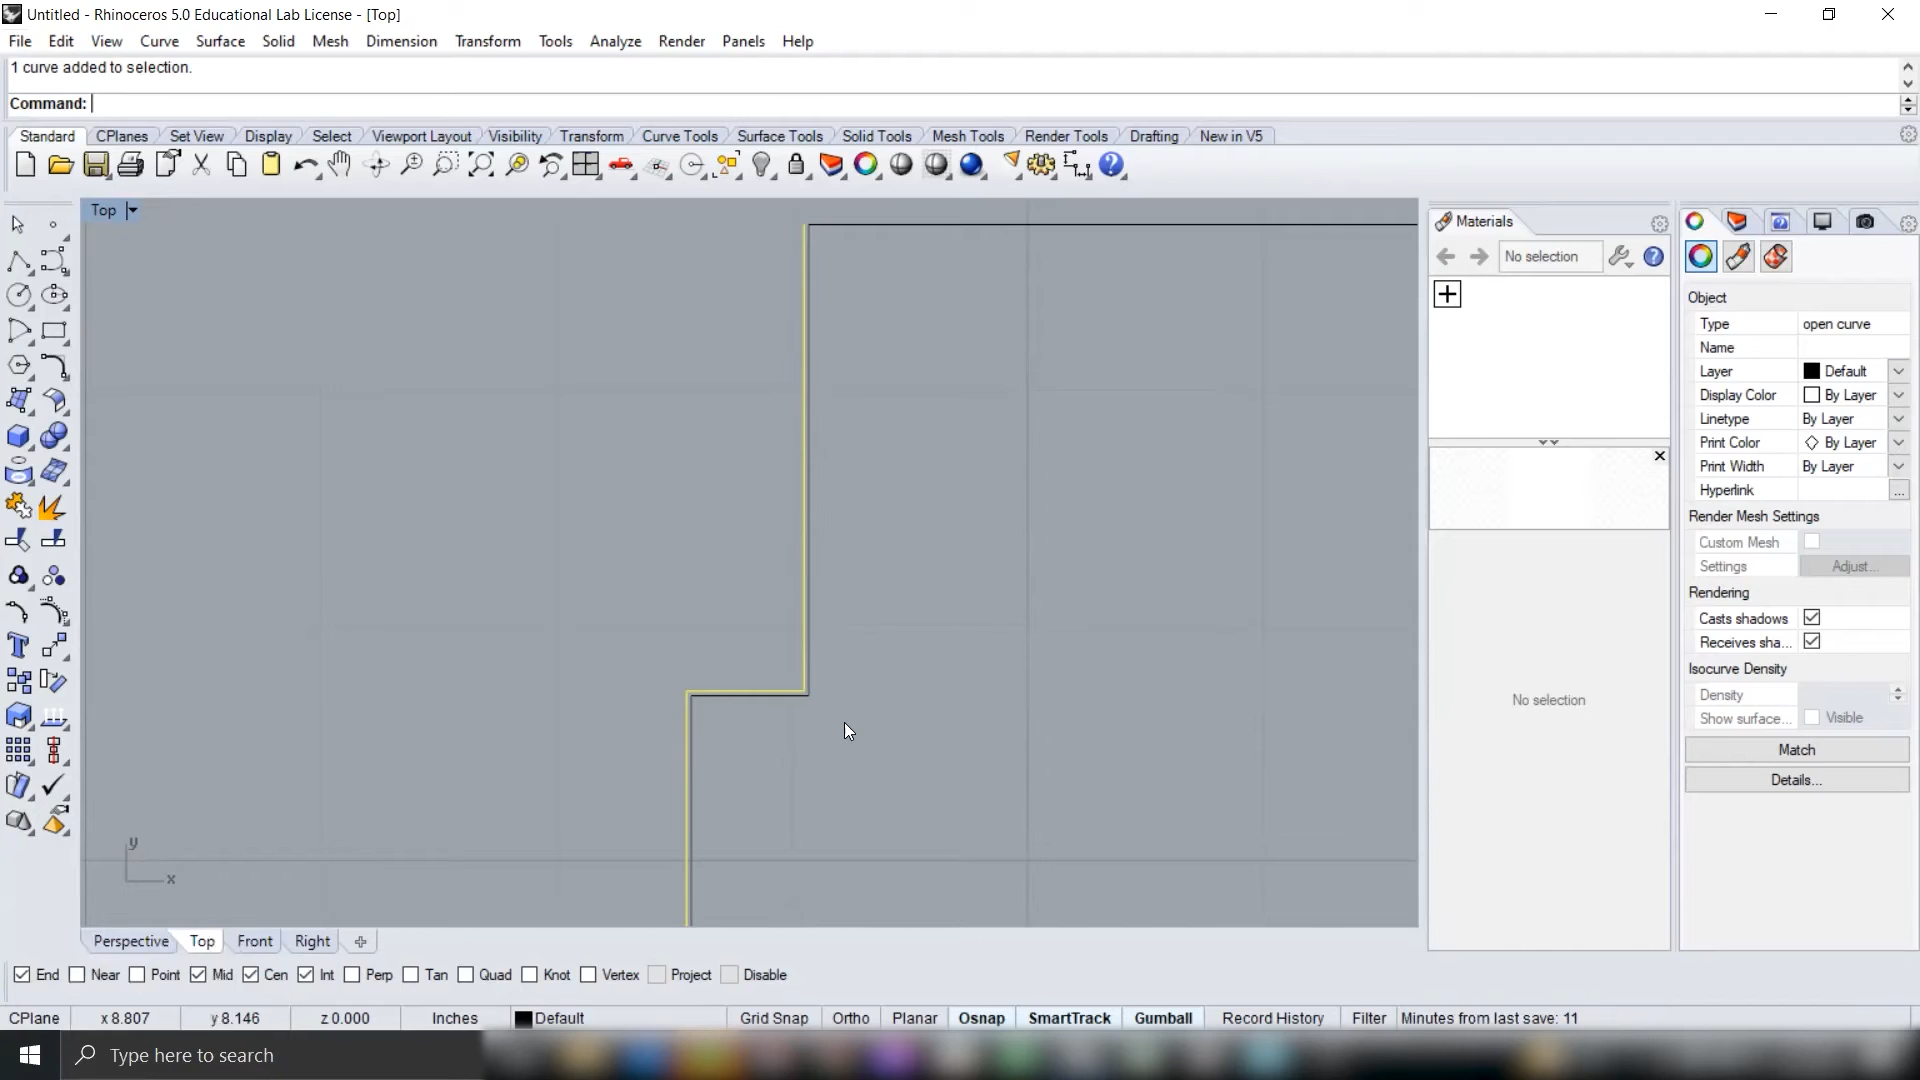 Untitled - Rhinoceros 5.0 Educational Lab License - [Top]
File Edit View Curve Surface Solid Mesh Dimension Transform Tools Analyze Render Panels Help
1 curve added to selection.
Command:
Standard CPlanes Set View Display Select Viewport Layout Visibility Transform Curve Tools Surface Tools Solid Tools Mesh Tools Render Tools Drafting New in V5
Top
y
x
Materials
No selection
No selection
Object
Type open curve
Name
Layer Default
Display Color By Layer
Linetype By Layer
Print Color By Layer
Print Width By Layer
Hyperlink ...
Render Mesh Settings
Custom Mesh
Settings Adjust...
Rendering
Casts shadows
Receives sha...
Isocurve Density
Density
Show surface... Visible
Match
Details...
Perspective Top Front Right
End Near Point Mid Cen Int Perp Tan Quad Knot Vertex Project Disable
CPlane x 8.807 y 8.146 z 0.000 Inches Default Grid Snap Ortho Planar Osnap SmartTrack Gumball Record History Filter Minutes from last save: 11
Type here to search